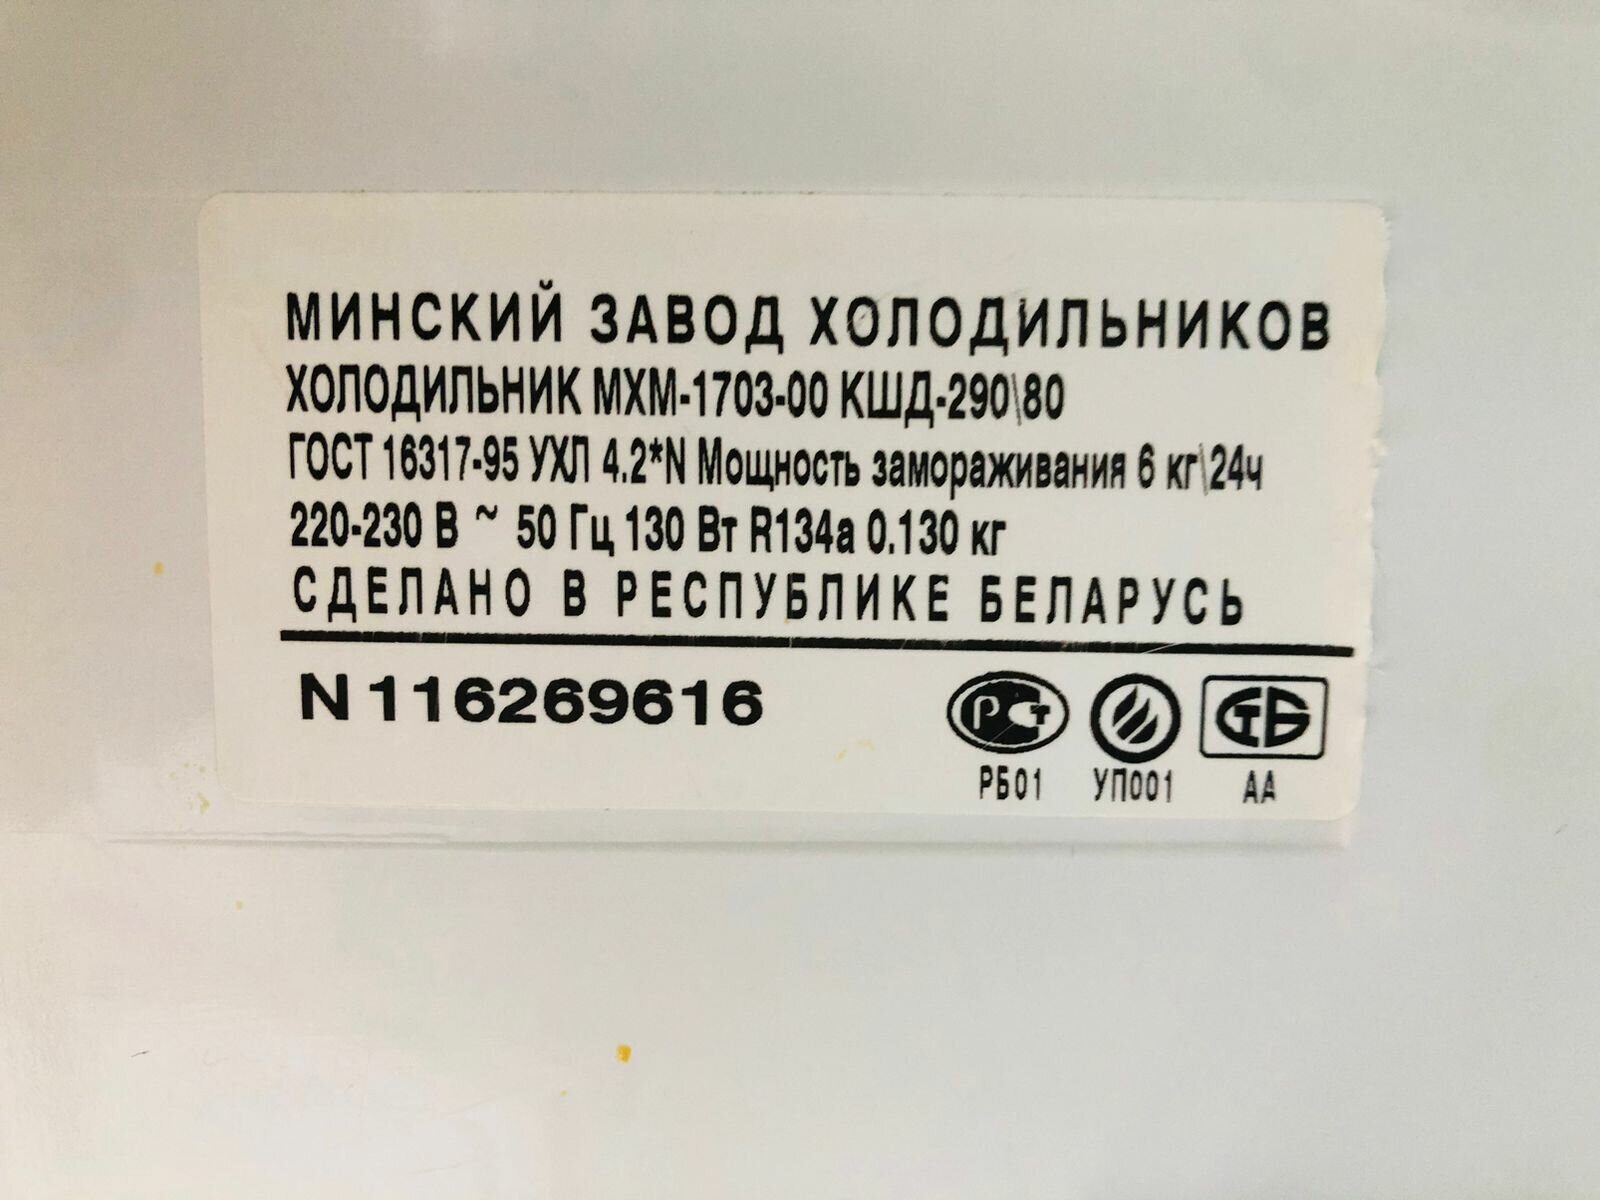 МИНСКИЙ ЗАВОД ХОЛОДИЛЬНИКОВ
ХОЛОДИЛЬНИК МХМ-1703-00 КШД-290\80
ГОСТ 16317-95 УХЛ 4.2*N Мощность замораживания 6 кг\24ч
220-230 В ~ 50 Гц 130 Вт R134a 0.130 кг
СДЕЛАНО В РЕСПУБЛИКЕ БЕЛАРУСЬ
N 116269616
РСТ СТБ
РБ01 УП001 АА